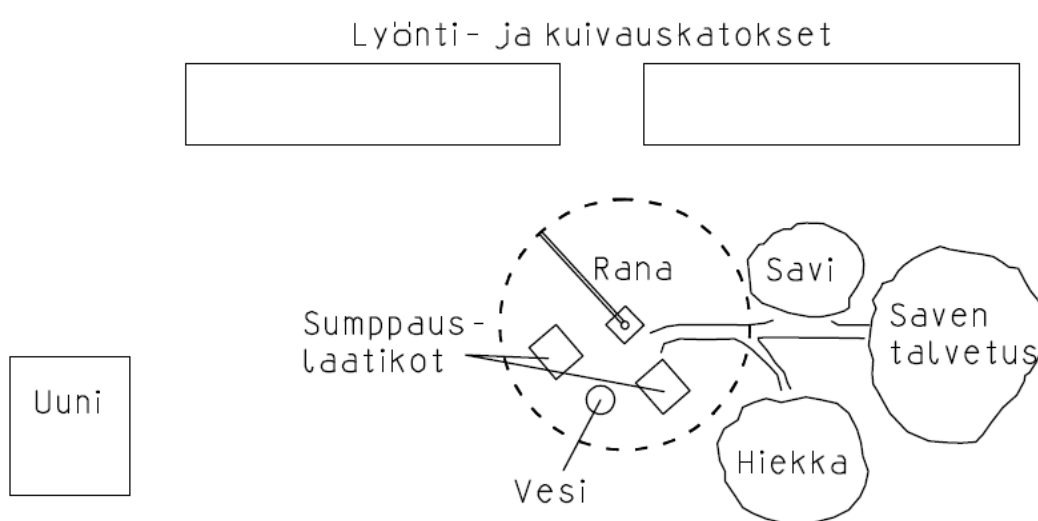 Lyönti- ja kuivauskatokset
Rana
Savi
Sumppaus-
laatikot
Saven
talvetus
Uuni
Hiekka
Vesi